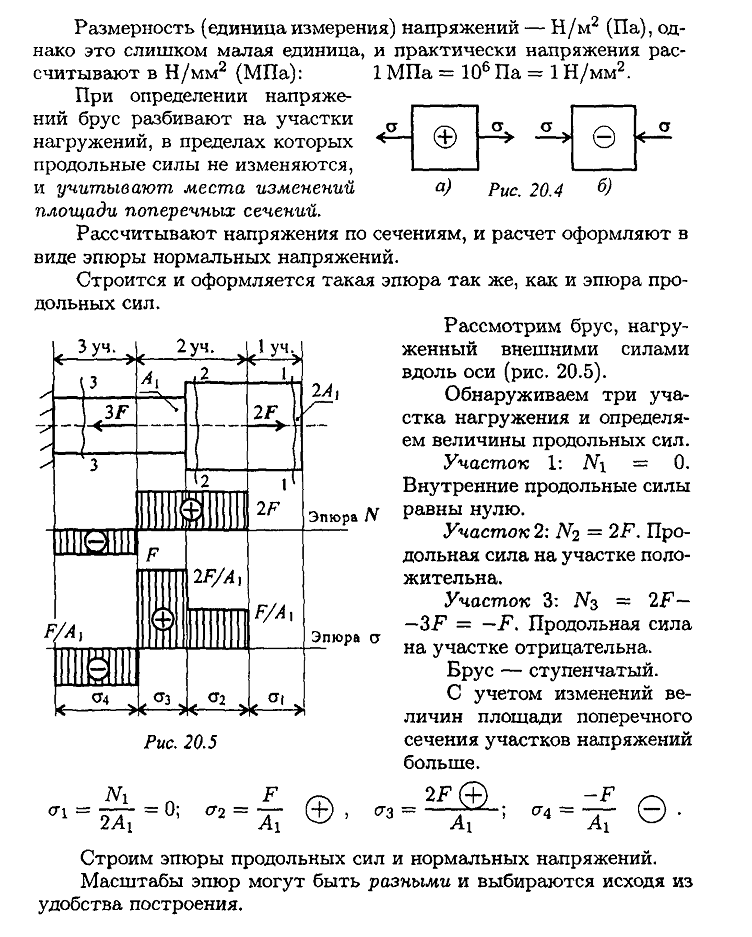 Размерность (единица измерения) напряжений — Н/м² (Па), од-
нако это слишком малая единица, и практически напряжения рас-
считывают в Н/мм² (МПа): 1 МПа = 10⁶ Па = 1 Н/мм².
При определении напряже-
ний брус разбивают на участки
нагружений, в пределах которых
продольные силы не изменяются,
и учитывают места изменений
площади поперечных сечений.
σ + σ σ − σ
а) Рис. 20.4 б)
Рассчитывают напряжения по сечениям, и расчет оформляют в
виде эпюры нормальных напряжений.
Строится и оформляется такая эпюра так же, как и эпюра про-
дольных сил.
3 уч. 2 уч. 1 уч.
3 A₁ 2 1 2A₁
3F 2F
3 2 1
+ 2F Эпюра N
− F
2F/A₁
F/A₁ + F/A₁ Эпюра σ
−
σ₄ σ₃ σ₂ σ₁
Рис. 20.5
Рассмотрим брус, нагру-
женный внешними силами
вдоль оси (рис. 20.5).
Обнаруживаем три уча-
стка нагружения и определя-
ем величины продольных сил.
Участок 1: N₁ = 0.
Внутренние продольные силы
равны нулю.
Участок 2: N₂ = 2F. Про-
дольная сила на участке поло-
жительна.
Участок 3: N₃ = 2F−
−3F = −F. Продольная сила
на участке отрицательна.
Брус — ступенчатый.
С учетом изменений ве-
личин площади поперечного
сечения участков напряжений
больше.
σ₁ = N₁/2A₁ = 0; σ₂ = F/A₁ ⊕ , σ₃ = 2F ⊕/A₁; σ₄ = −F/A₁ ⊖ .
Строим эпюры продольных сил и нормальных напряжений.
Масштабы эпюр могут быть разными и выбираются исходя из
удобства построения.